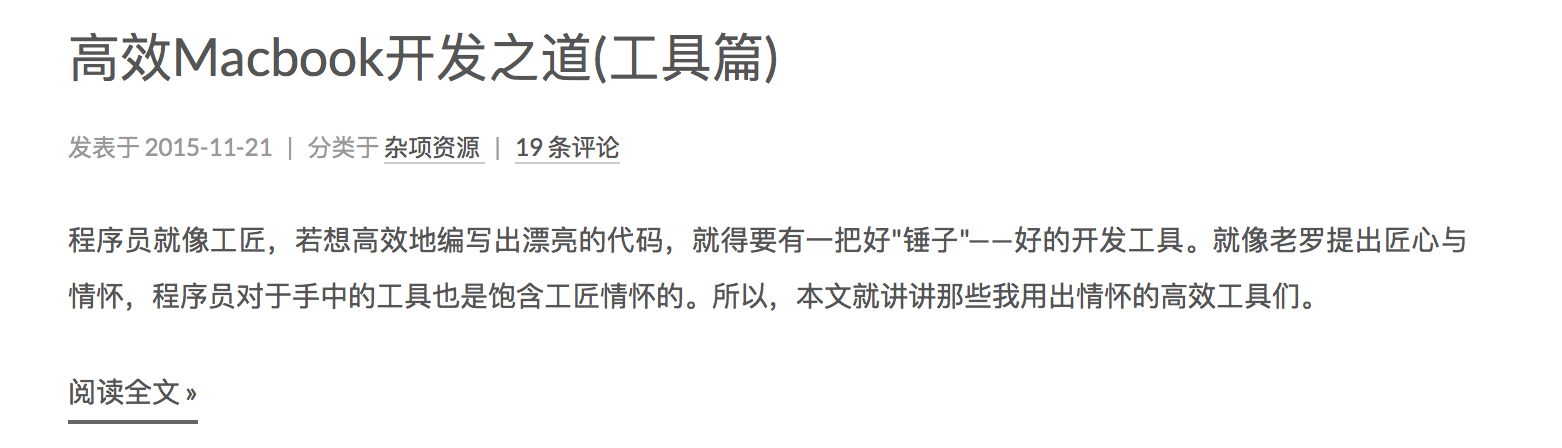 高效Macbook开发之道(工具篇)
发表于 2015-11-21 | 分类于 杂项资源 | 19 条评论
程序员就像工匠，若想高效地编写出漂亮的代码，就得要有一把好"锤子"——好的开发工具。就像老罗提出匠心与
情怀，程序员对于手中的工具也是饱含工匠情怀的。所以，本文就讲讲那些我用出情怀的高效工具们。
阅读全文 »